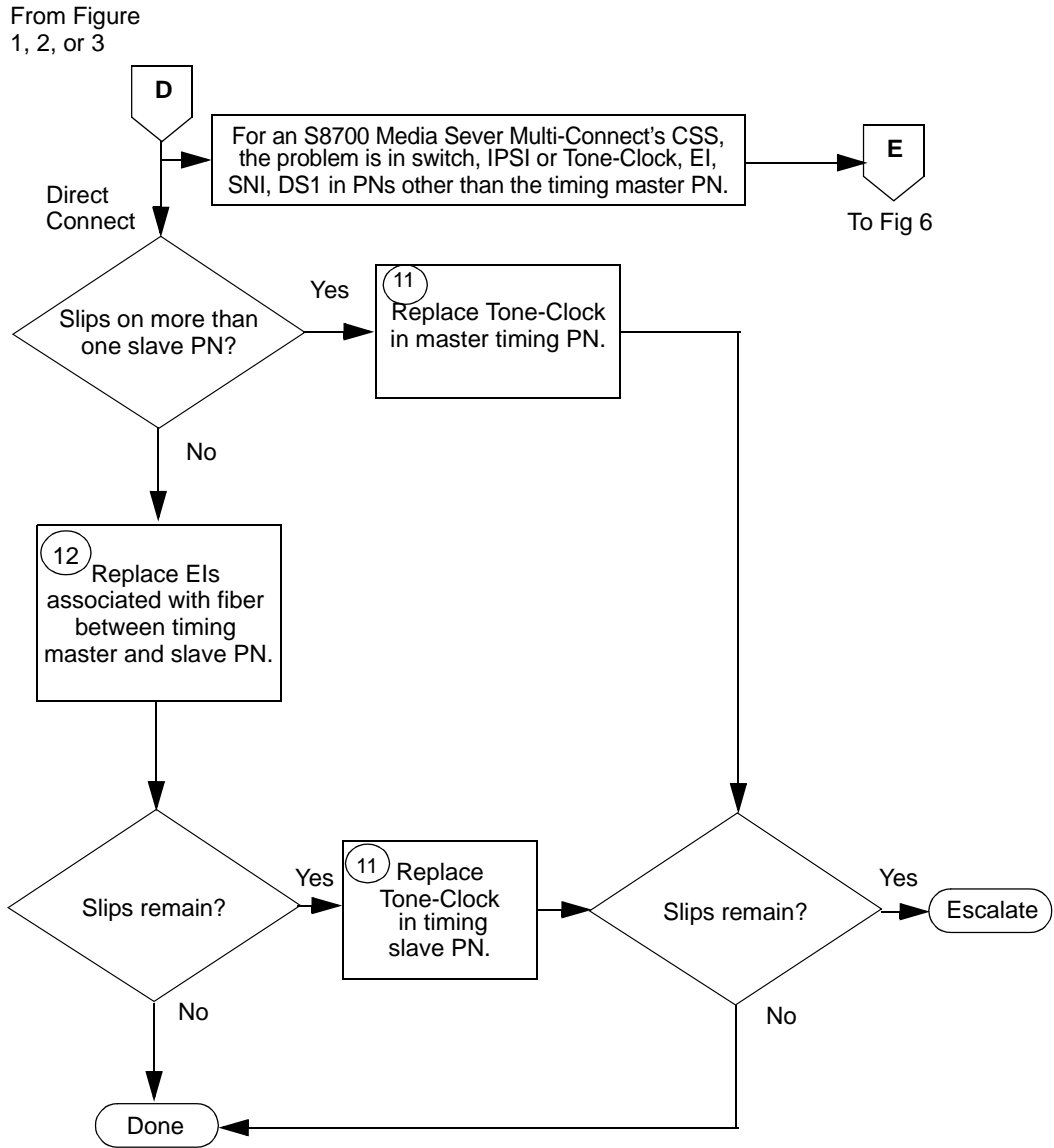 From Figure
1, 2, or 3
D
For an S8700 Media Sever Multi-Connect's CSS,
the problem is in switch, IPSI or Tone-Clock, EI,
SNI, DS1 in PNs other than the timing master PN.
E
To Fig 6
Direct
Connect
Slips on more than
one slave PN?
Yes
11
Replace Tone-Clock
in master timing PN.
No
12
Replace EIs
associated with fiber
between timing
master and slave PN.
Slips remain?
Yes
11
Replace
Tone-Clock
in timing
slave PN.
Slips remain?
Yes
Escalate
No
No
Done